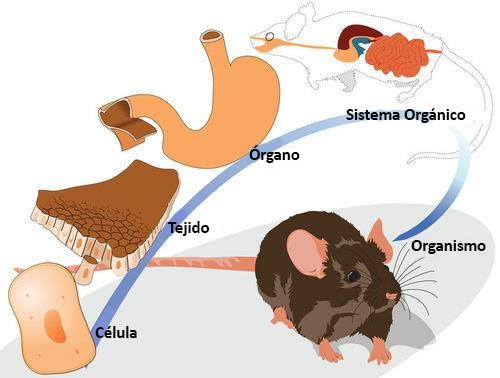 Sistema Orgánico
Órgano
Tejido
Organismo
Célula